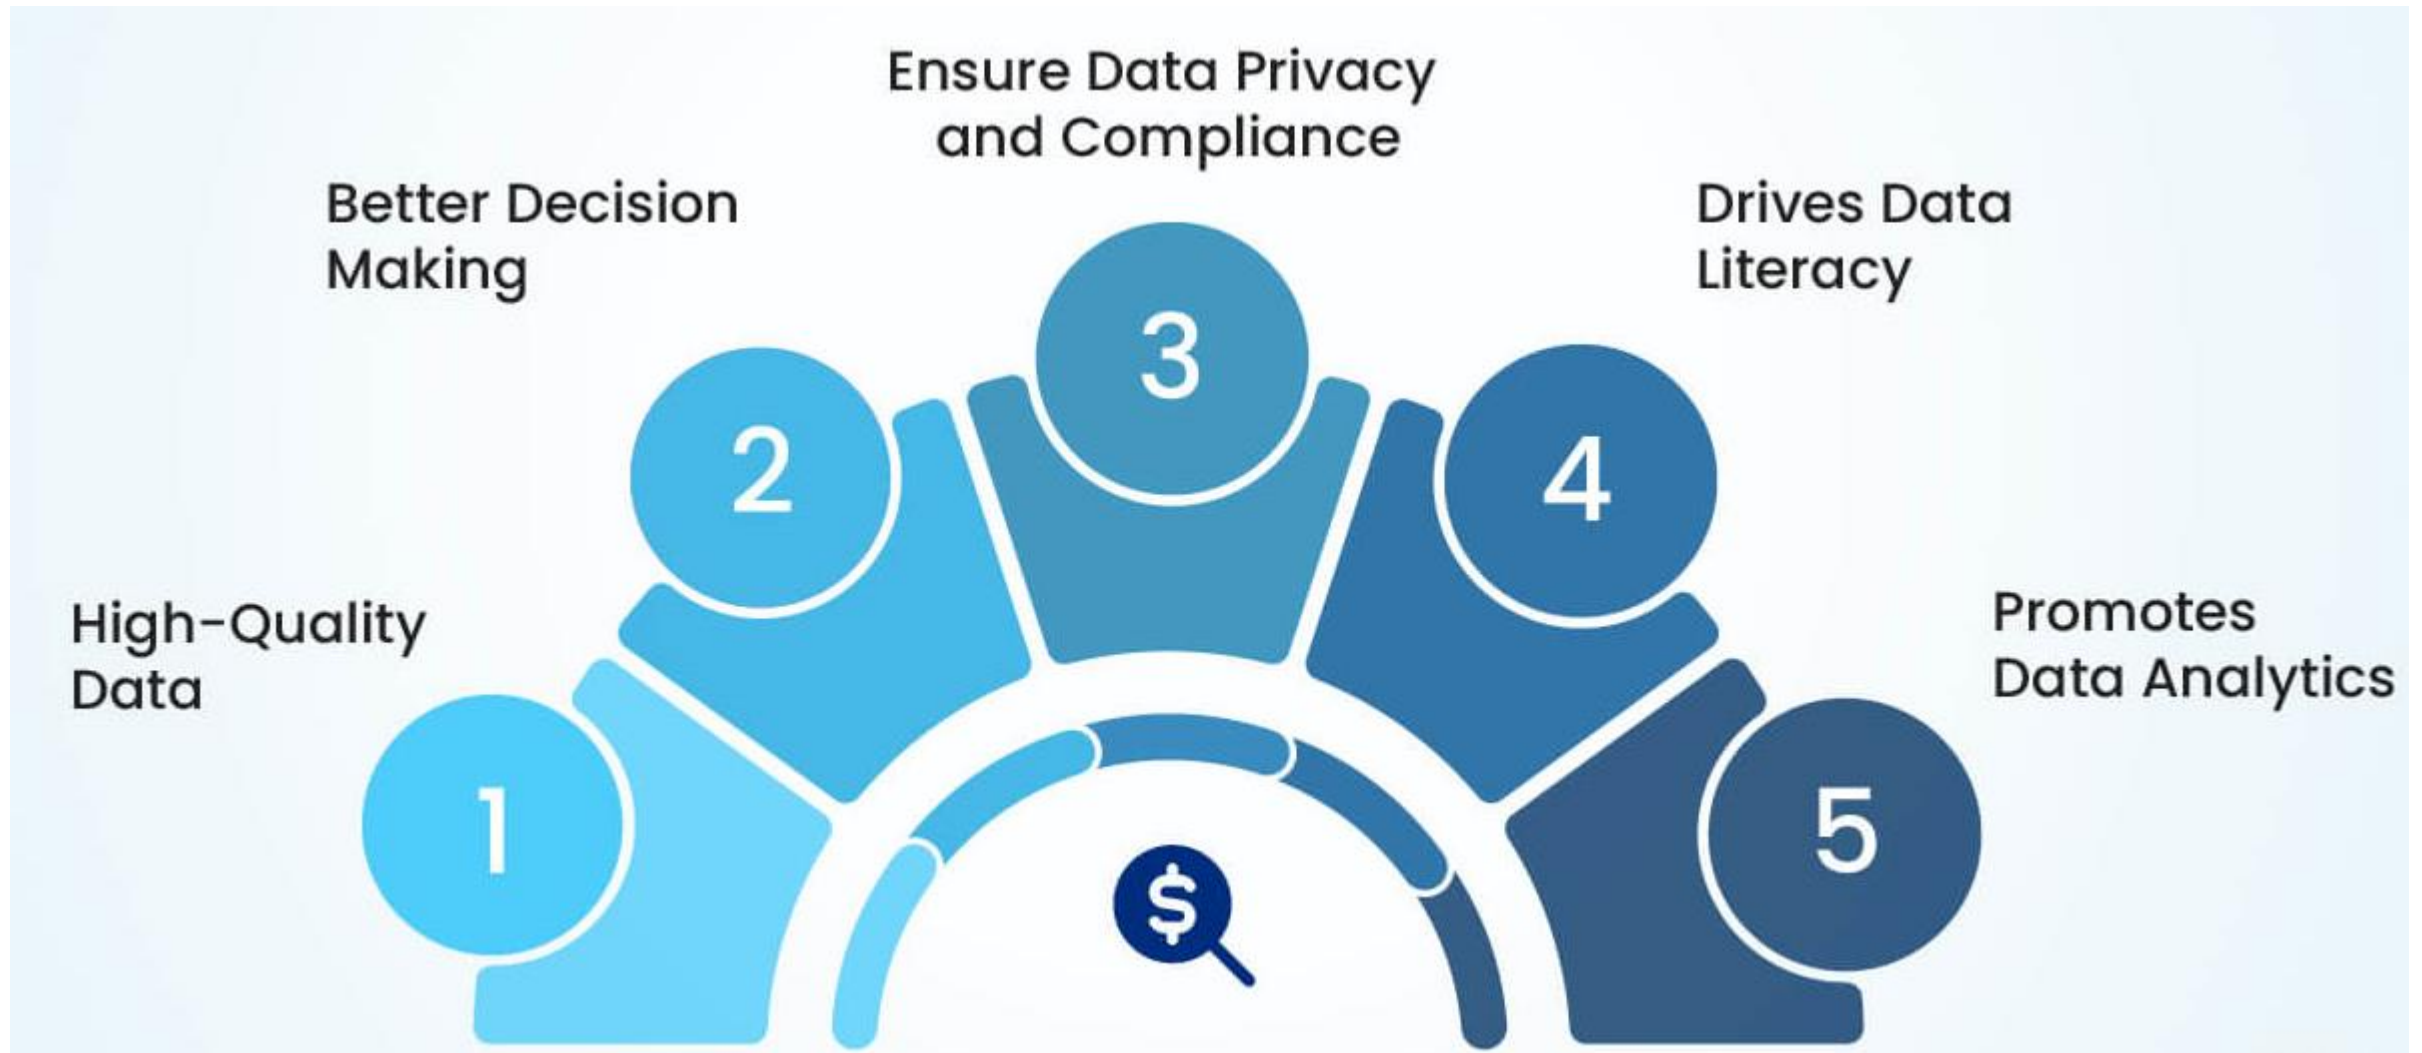 Ensure Data Privacy
and Compliance
Better Decision
Making
Drives Data
Literacy
3
2
4
High-Quality
Data
Promotes
Data Analytics
1
5
$